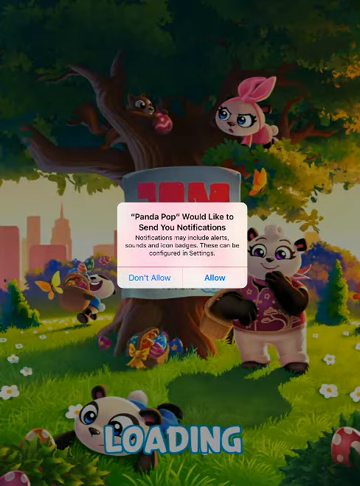 JAM
“Panda Pop” Would Like to
Send You Notifications
Notifications may include alerts,
sounds and icon badges. These can be
configured in Settings.
Don’t Allow
Allow
LOADING